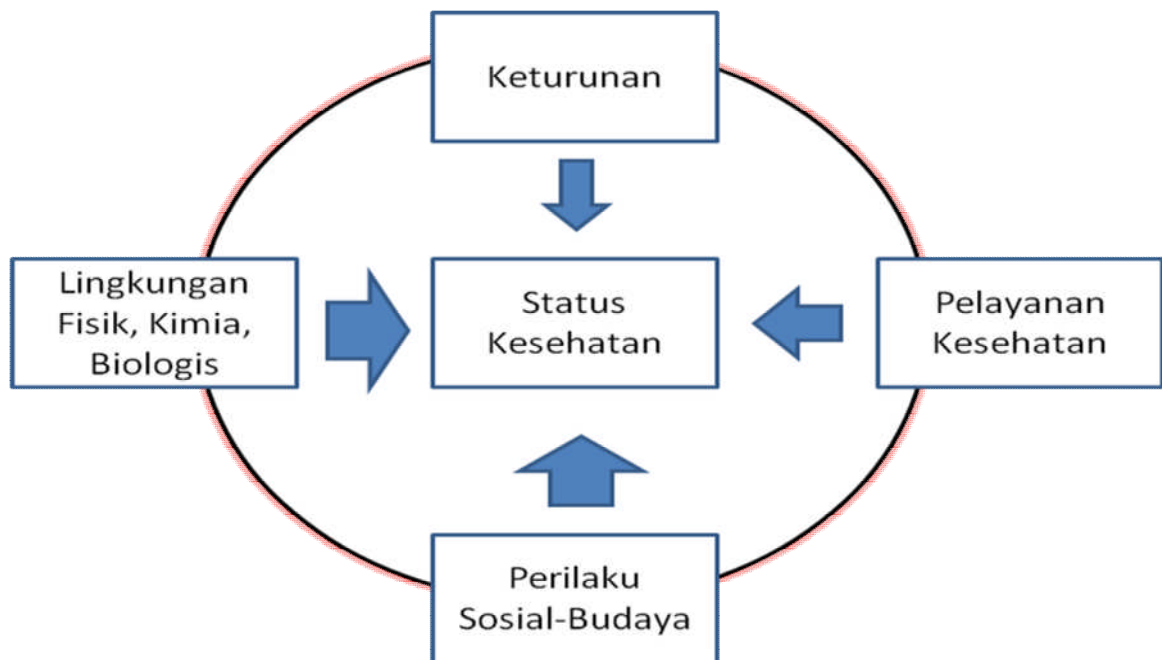 Keturunan
Lingkungan
Fisik, Kimia,
Biologis
Status
Kesehatan
Pelayanan
Kesehatan
Perilaku
Sosial-Budaya